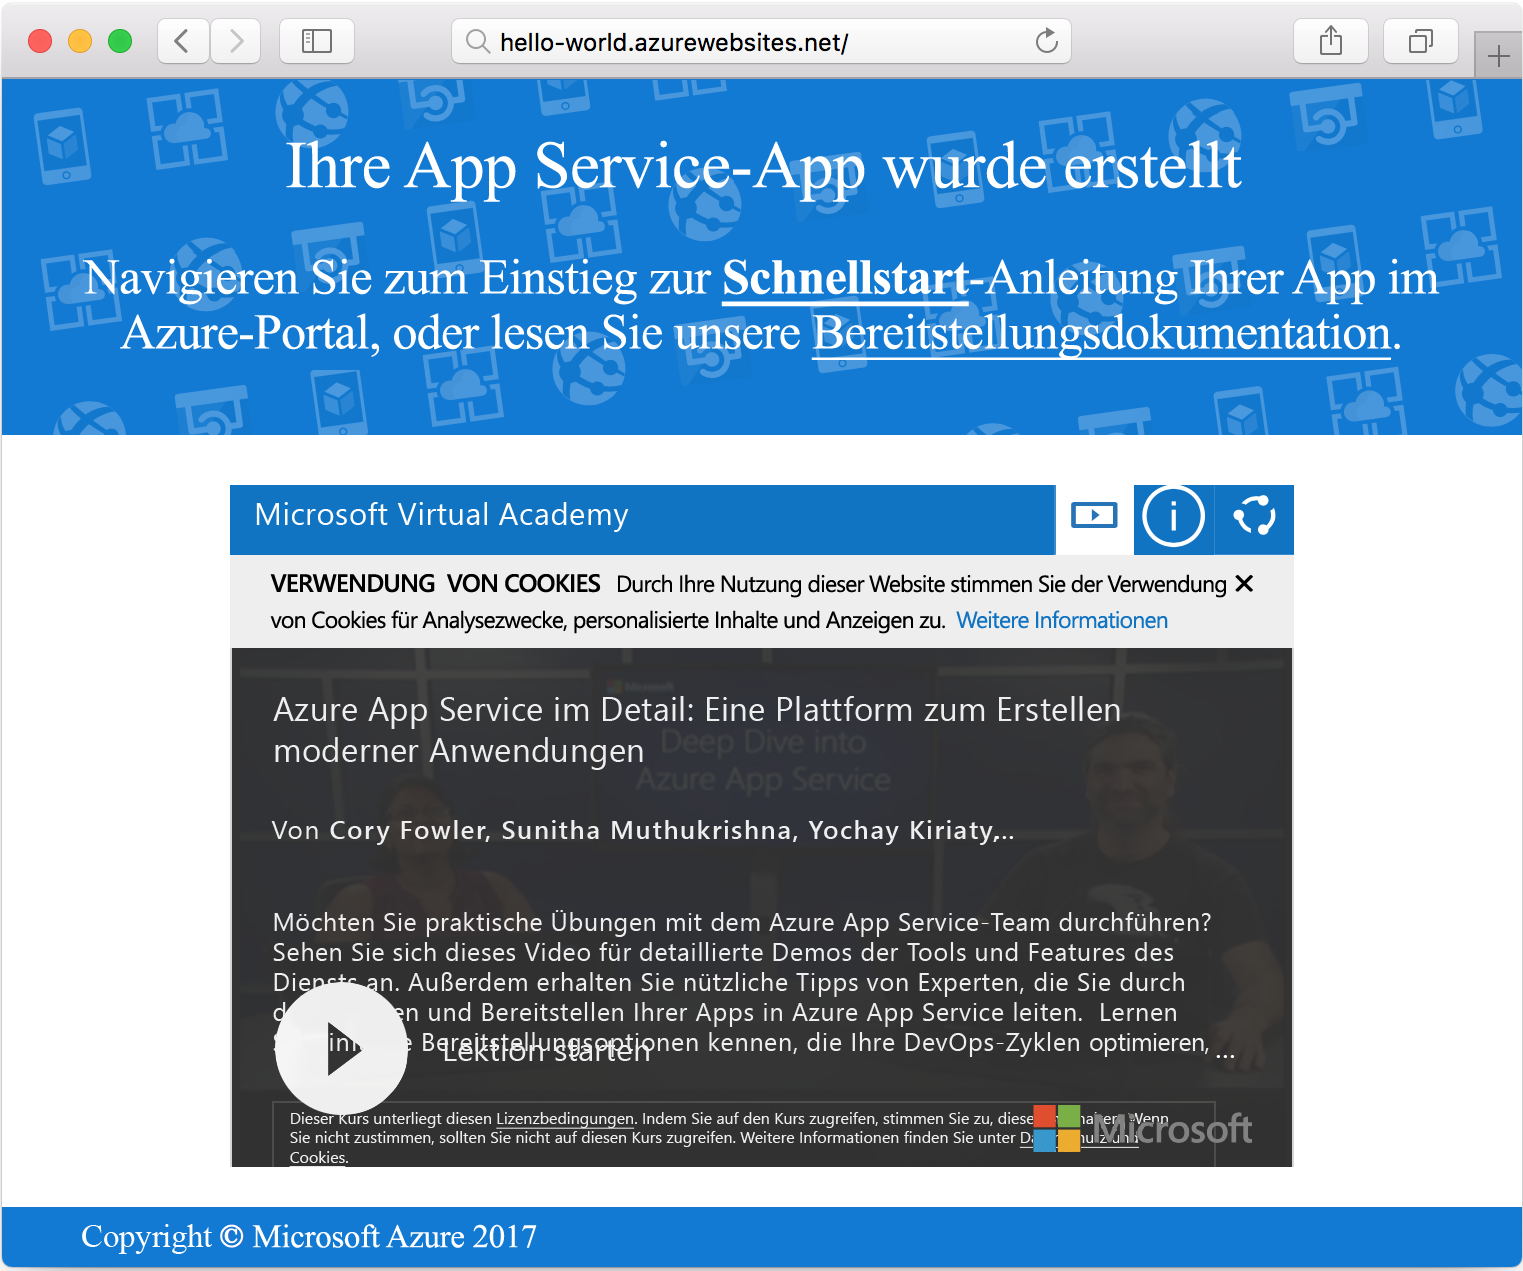 hello-world.azurewebsites.net/
Ihre App Service-App wurde erstellt
Navigieren Sie zum Einstieg zur Schnellstart-Anleitung Ihrer App im
Azure-Portal, oder lesen Sie unsere Bereitstellungsdokumentation.
Microsoft Virtual Academy
VERWENDUNG VON COOKIES Durch Ihre Nutzung dieser Website stimmen Sie der Verwendung
von Cookies für Analysezwecke, personalisierte Inhalte und Anzeigen zu. Weitere Informationen
Microsoft
Azure App Service im Detail: Eine Plattform zum Erstellen
moderner Anwendungen
Deep Dive into
Azure App Service
Von Cory Fowler, Sunitha Muthukrishna, Yochay Kiriaty,...
Möchten Sie praktische Übungen mit dem Azure App Service-Team durchführen?
Sehen Sie sich dieses Video für detaillierte Demos der Tools und Features des
Diensts an. Außerdem erhalten Sie nützliche Tipps von Experten, die Sie durch
und Bereitstellen Ihrer Apps in Azure App Service leiten. Lernen
Bereitstellungsoptionen kennen, die Ihre DevOps-Zyklen optimieren, ...
Lektion starten
Dieser Kurs unterliegt diesen Lizenzbedingungen. Indem Sie auf den Kurs zugreifen, stimmen Sie zu, Wenn
Sie nicht zustimmen, sollten Sie nicht auf diesen Kurs zugreifen. Weitere Informationen finden Sie unter
Cookies.
Microsoft
Copyright © Microsoft Azure 2017